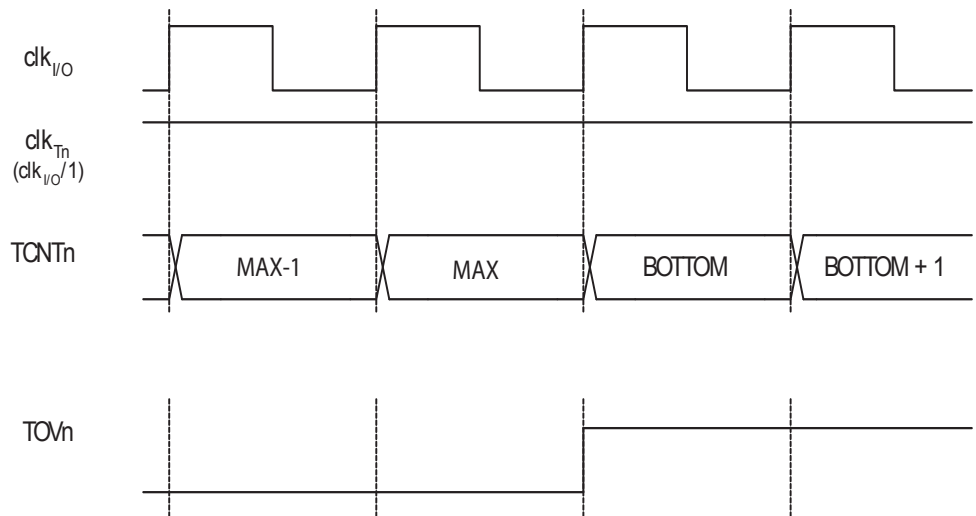 clkI/O
clkTn
(clkI/O/1)
TCNTn
MAX-1
MAX
BOTTOM
BOTTOM + 1
TOVn